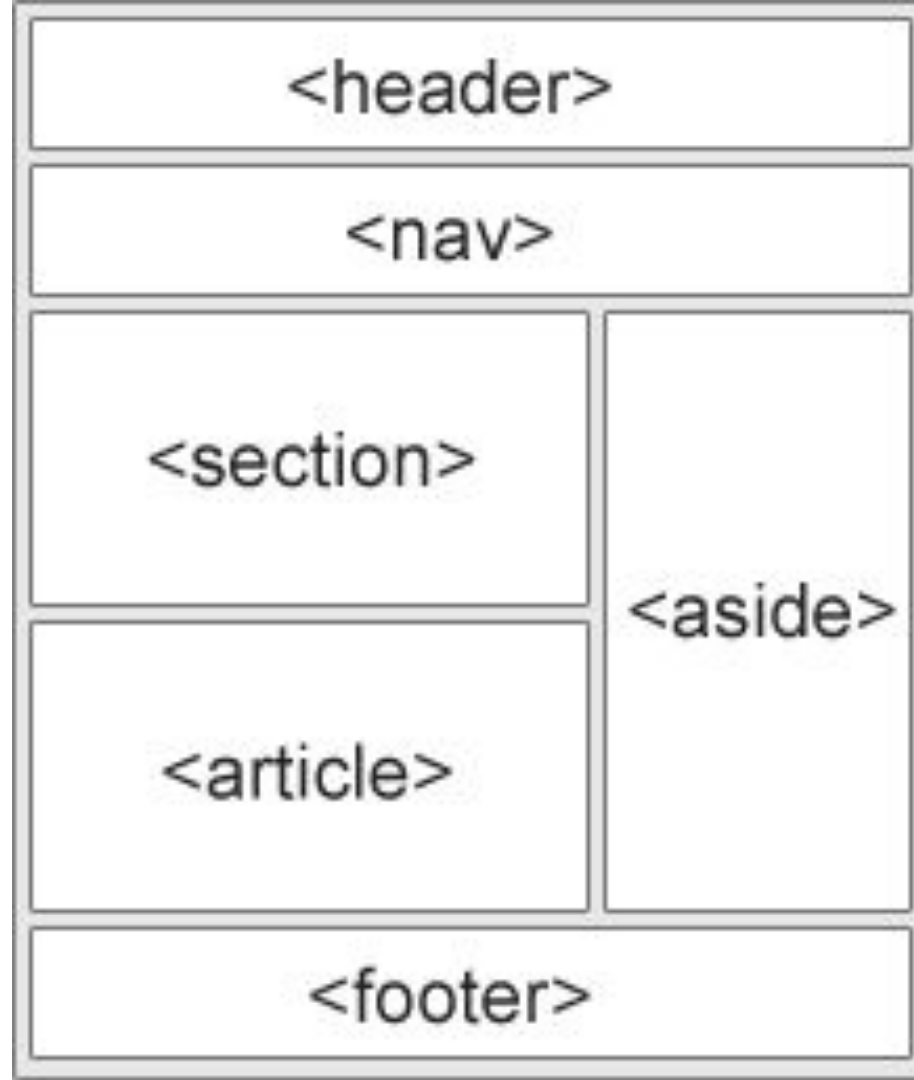 <header>
<nav>
<section>
<aside>
<article>
<footer>